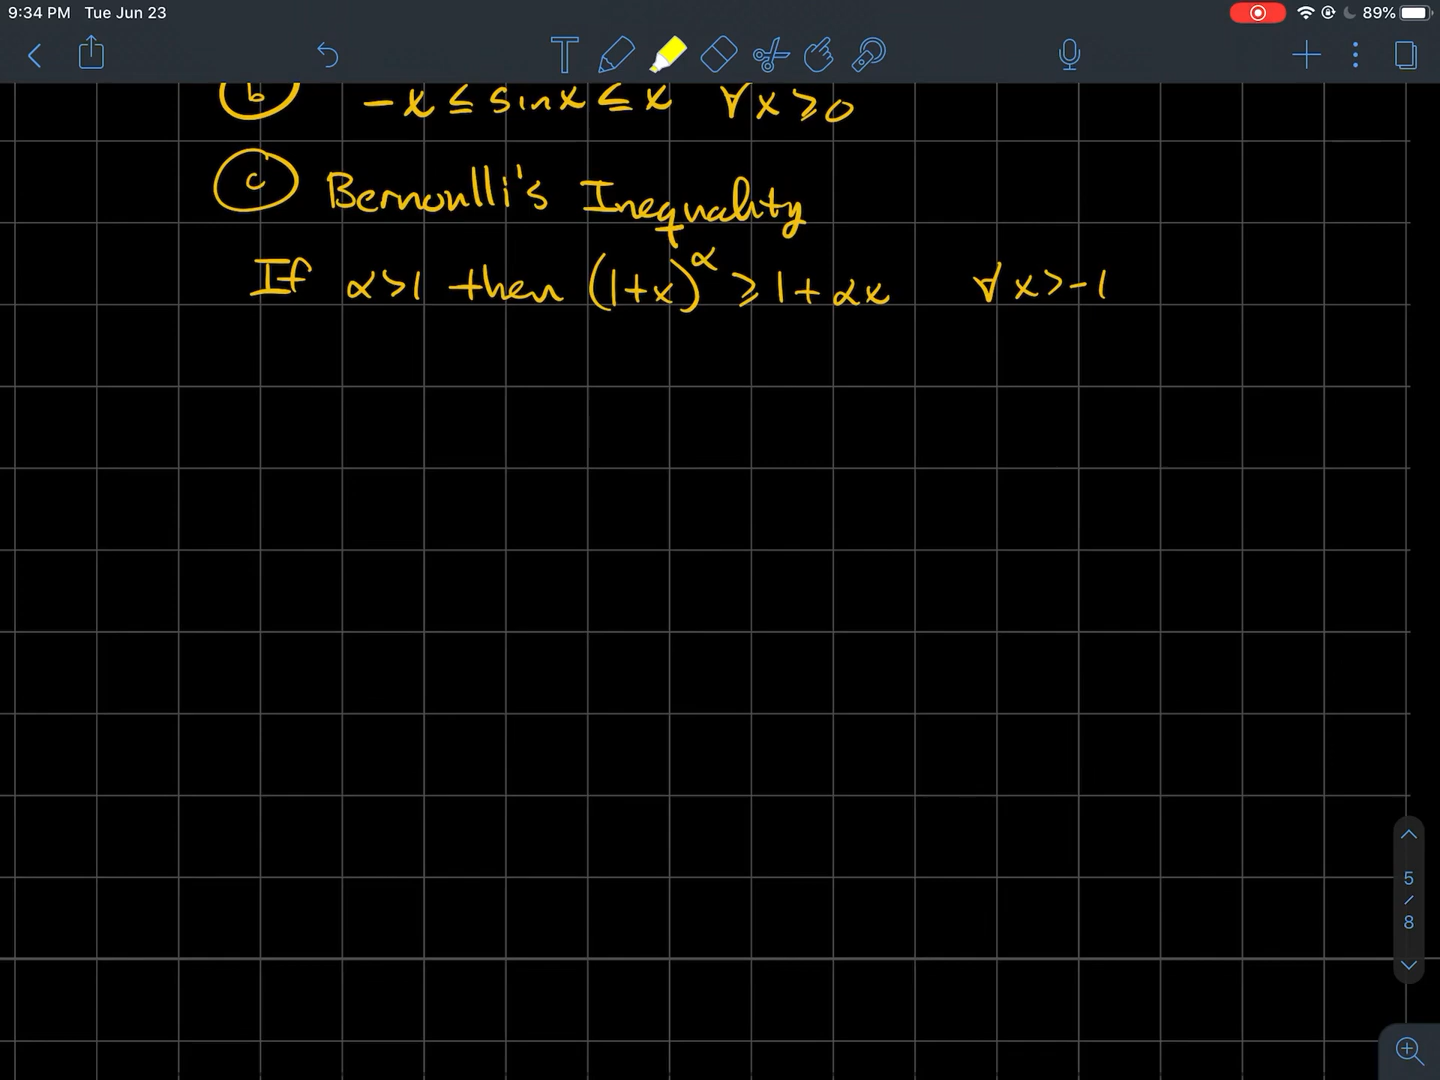 9:34 PM Tue Jun 23
89%
T
b -x ≤ sinx ≤ x ∀x≥0
c Bernoulli's Inequality
If α>1 then (1+x)^α ≥ 1+αx ∀x>-1
5
/
8